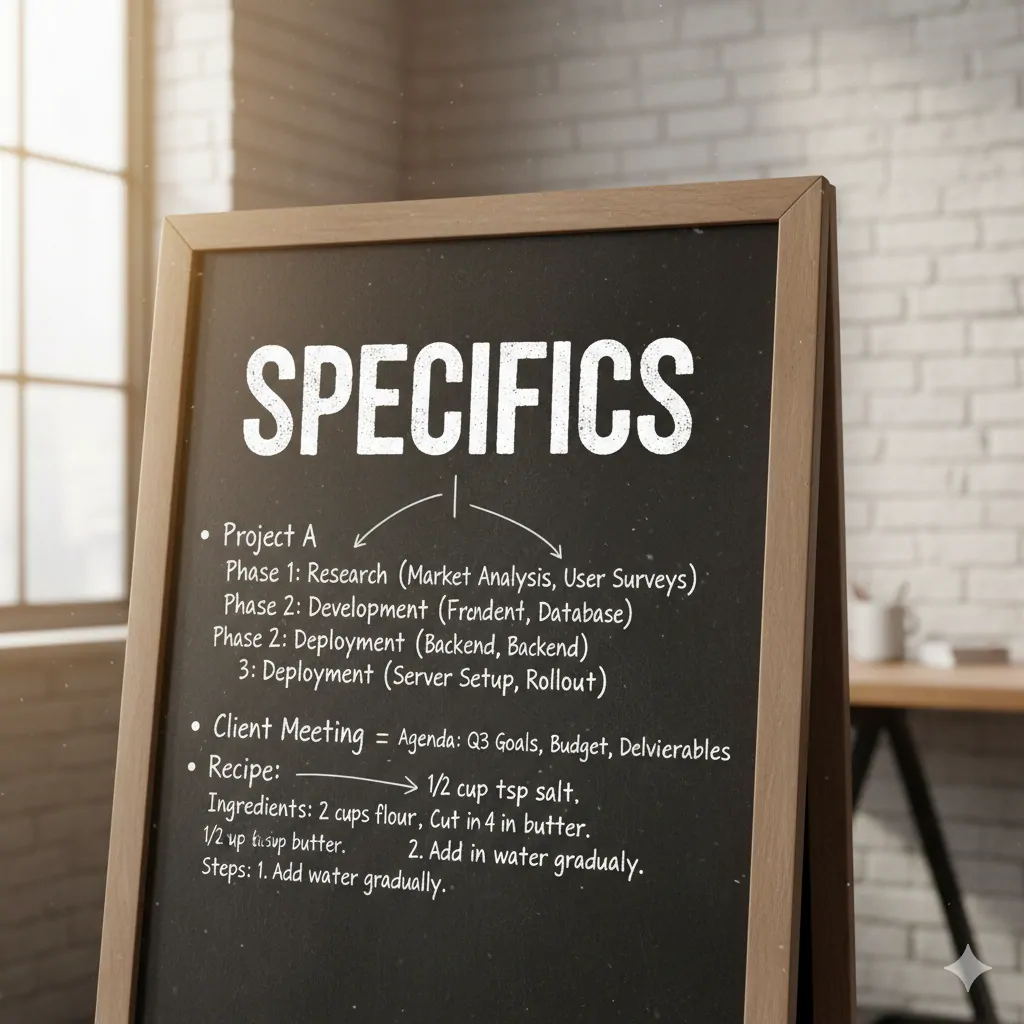 SPECIFICS
• Project A
Phase 1: Research (Market Analysis, User Surveys)
Phase 2: Development (Frondent, Database)
Phase 2: Deployment (Backend, Backend)
3: Deployment (Server Setup, Rollout)
• Client Meeting = Agenda: Q3 Goals, Budget, Delvierables
• Recipe: 1/2 cup tsp salt.
Ingredients: 2 cups flour, Cut in 4 in butter.
1/2 up butter. 2. Add in water gradualy.
Steps: 1. Add water gradually.